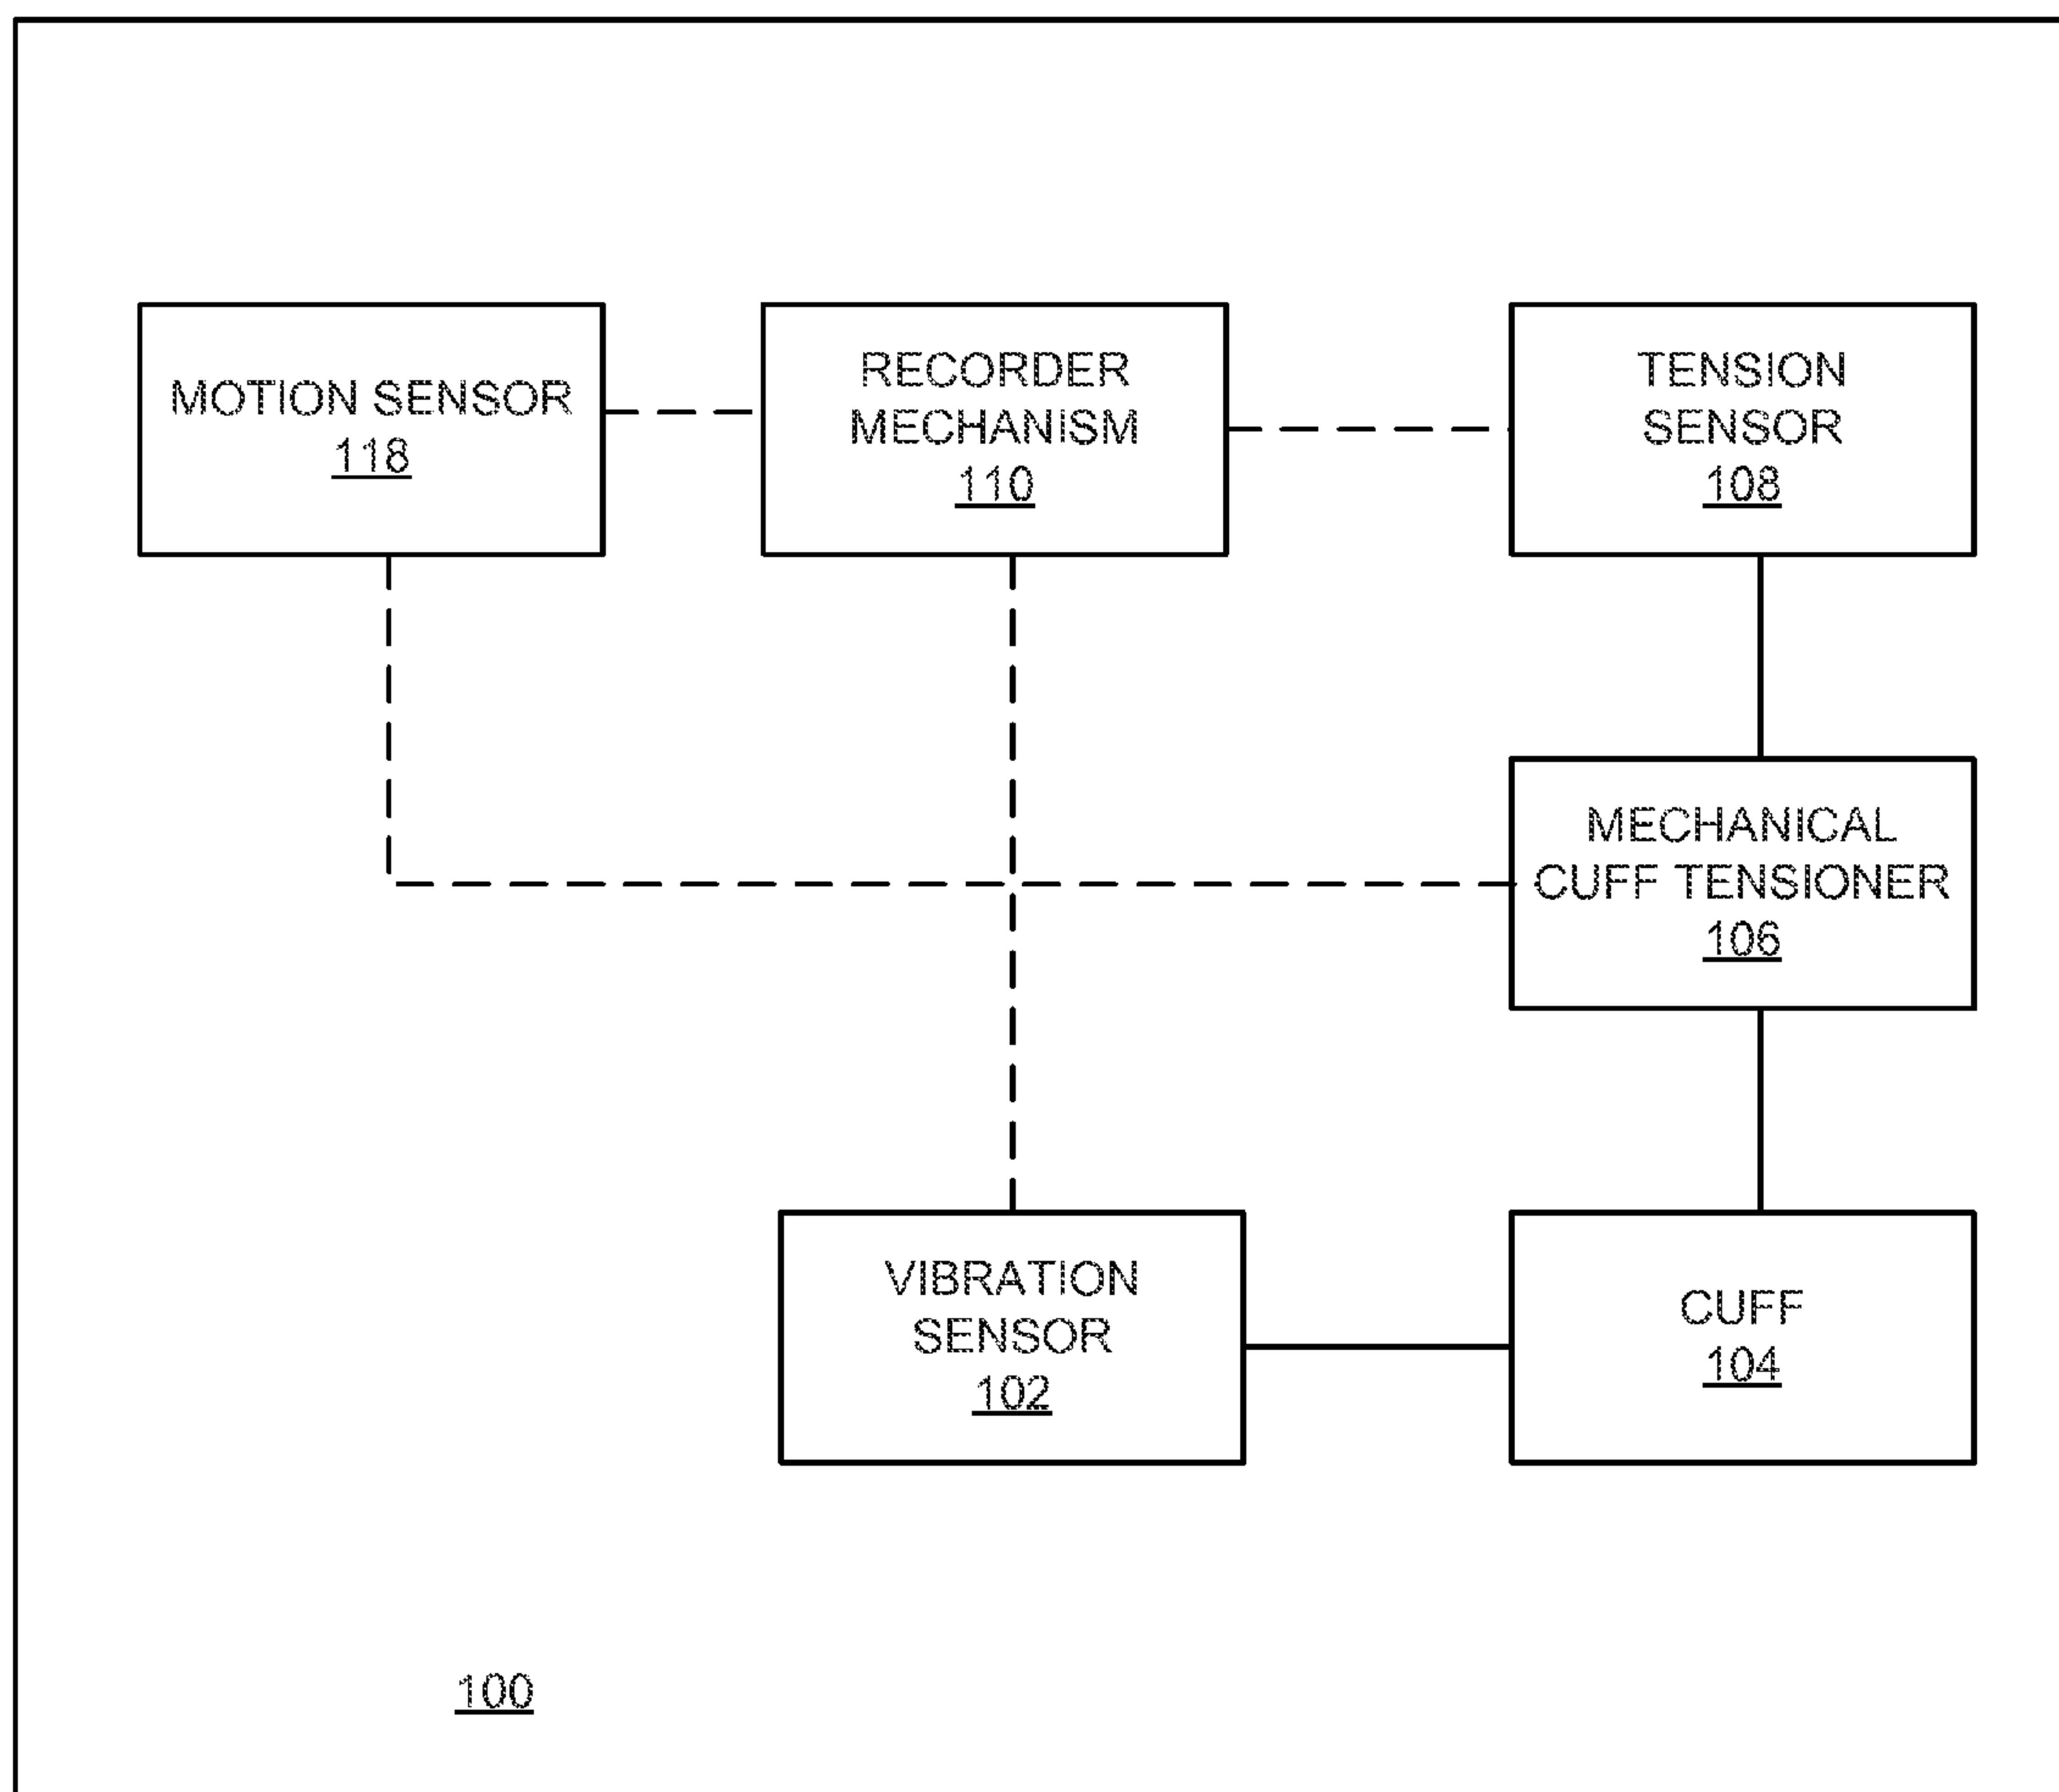 MOTION SENSOR
118
RECORDER
MECHANISM
110
TENSION
SENSOR
108
MECHANICAL
CUFF TENSIONER
106
VIBRATION
SENSOR
102
CUFF
104
100